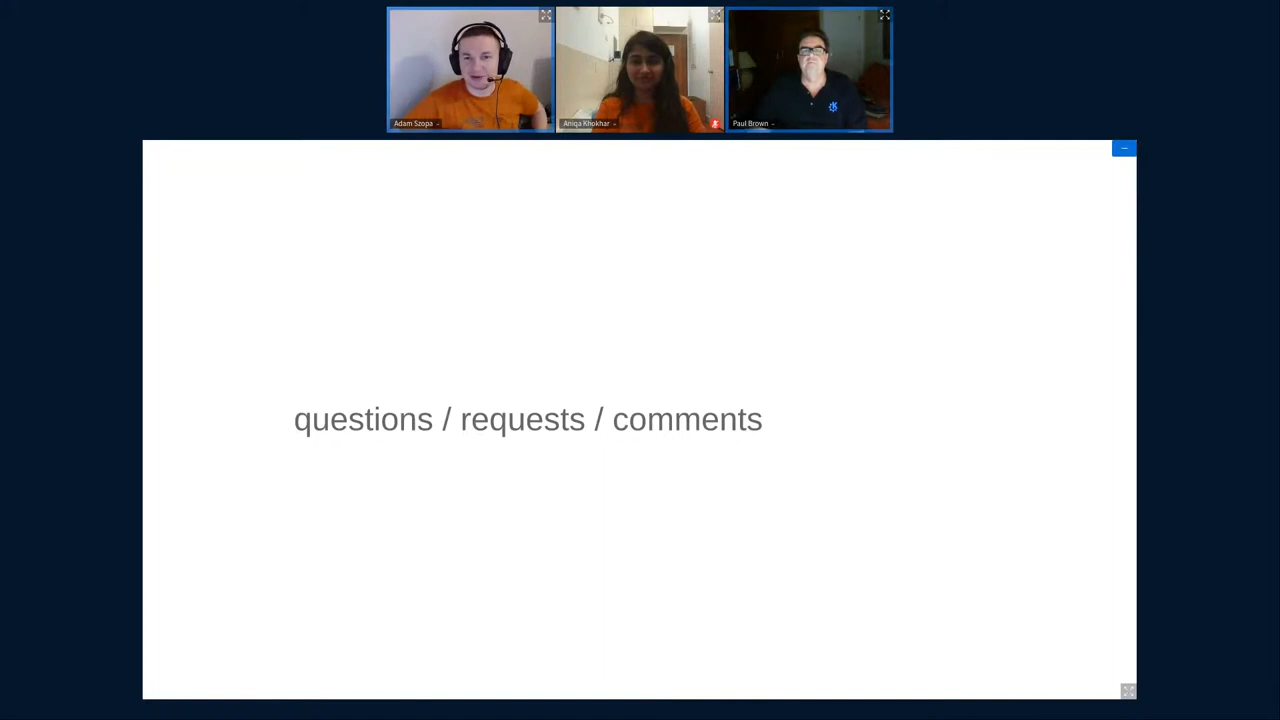 Adam Szopa
Aniqa Khokhar
Paul Brown
questions / requests / comments